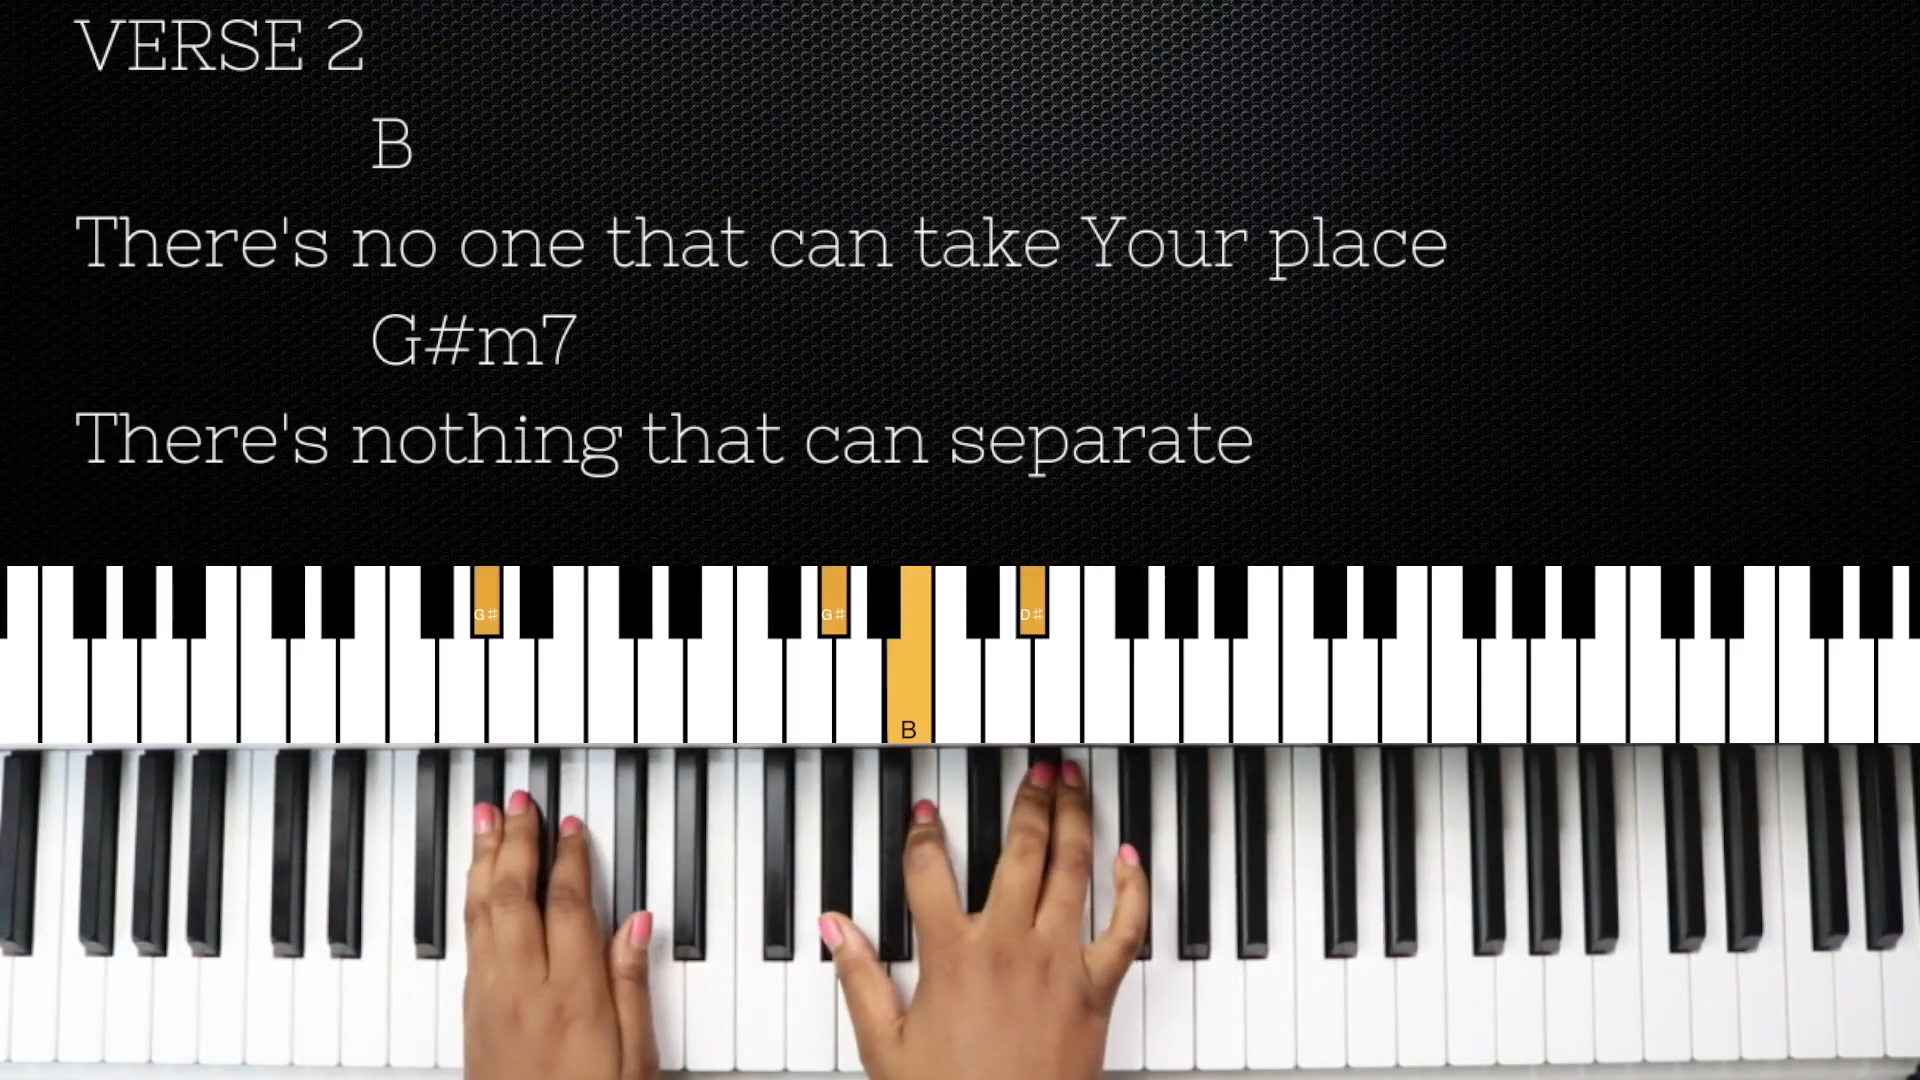 VERSE 2
B
There's no one that can take Your place
G#m7
There's nothing that can separate
G♯ G♯ D♯
B